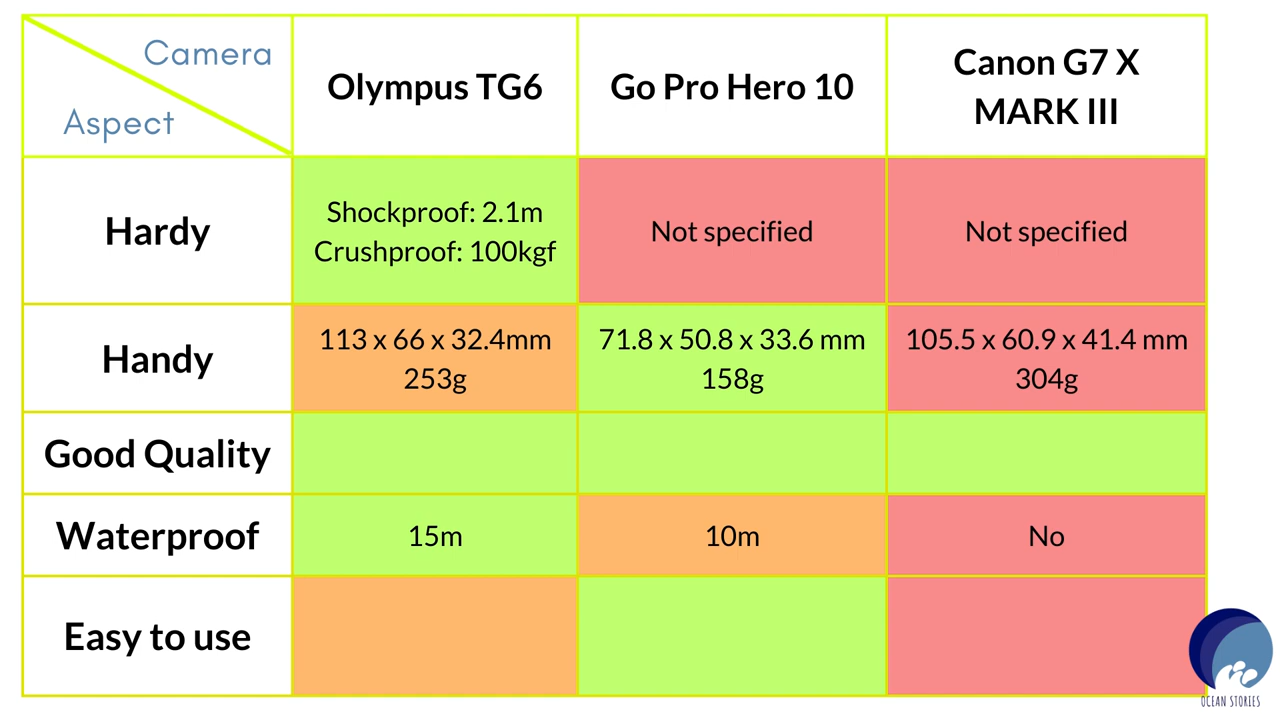 Camera
Aspect
Olympus TG6
Go Pro Hero 10
Canon G7 X
MARK III
Hardy
Shockproof: 2.1m
Crushproof: 100kgf
Not specified
Not specified
Handy
113 x 66 x 32.4mm
253g
71.8 x 50.8 x 33.6 mm
158g
105.5 x 60.9 x 41.4 mm
304g
Good Quality
Waterproof
15m
10m
No
Easy to use
OCEAN STORIES